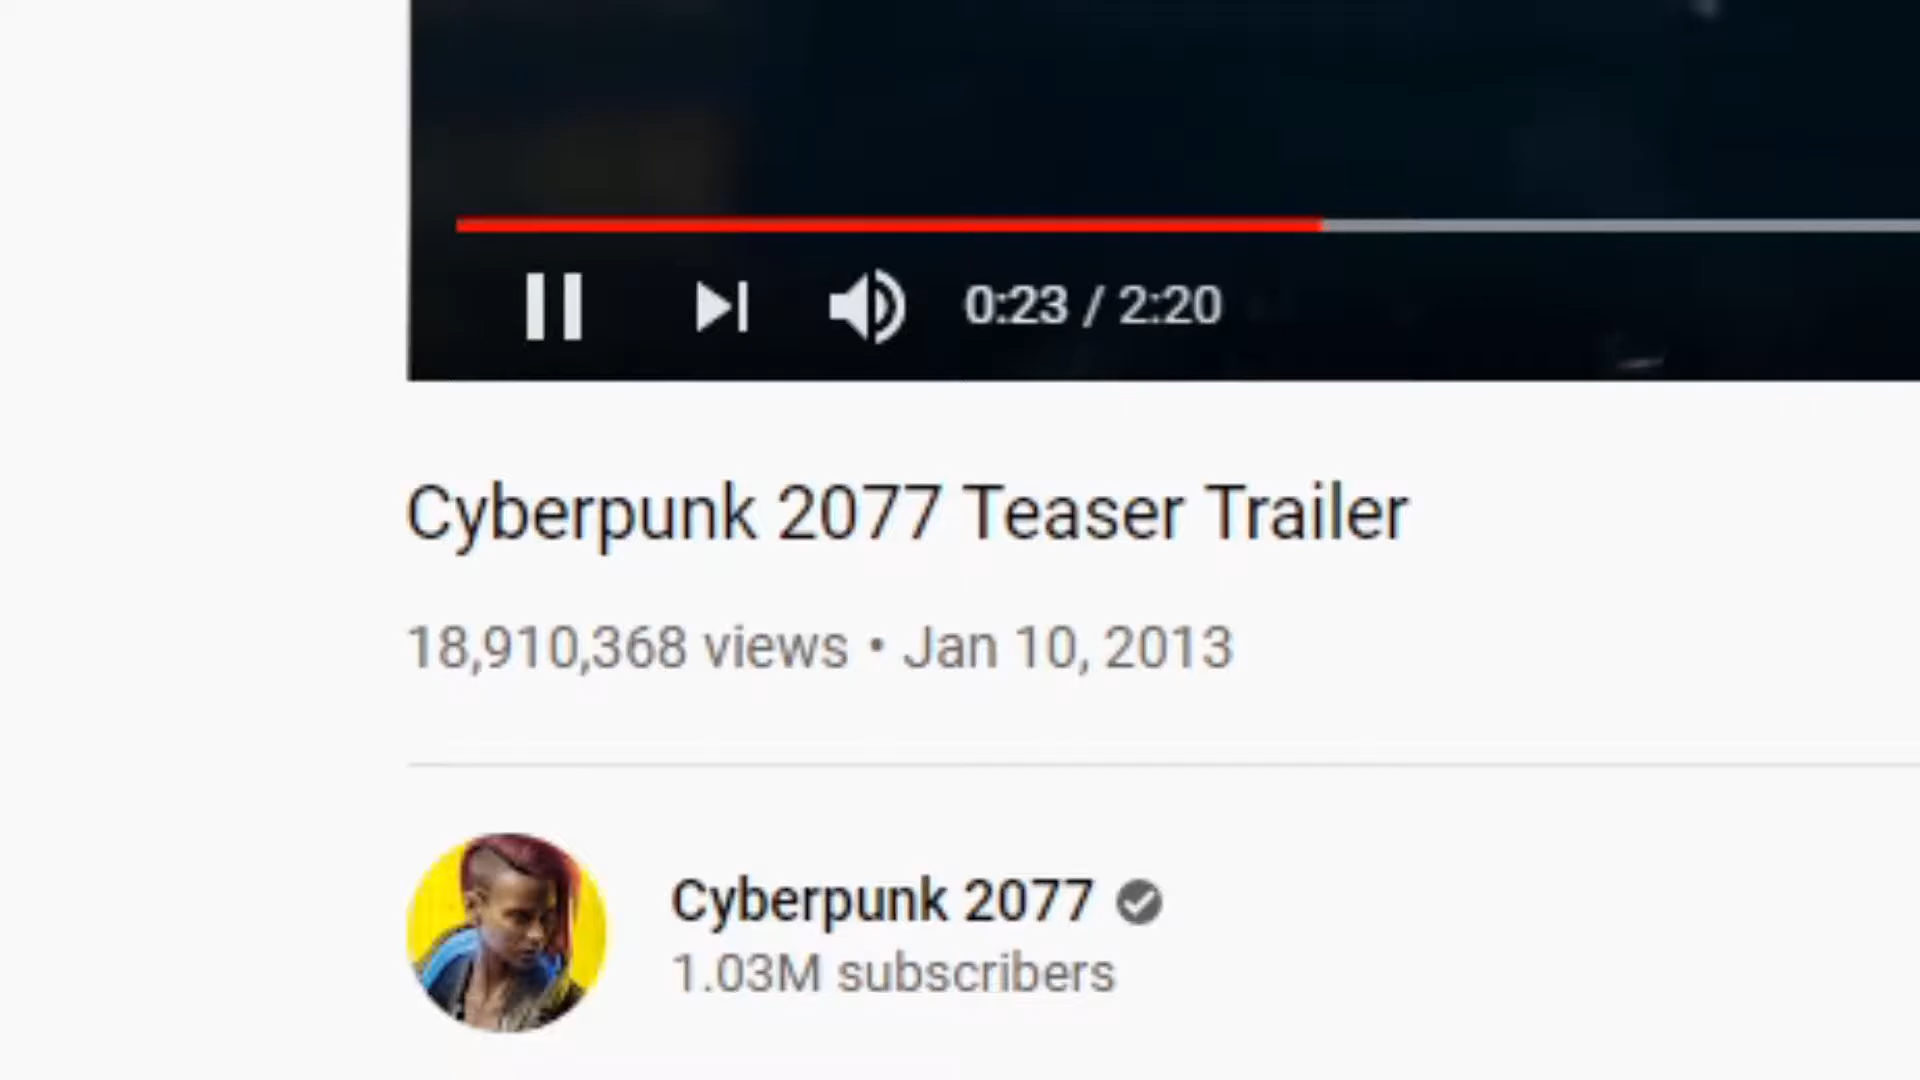 0:23 / 2:20
Cyberpunk 2077 Teaser Trailer
18,910,368 views • Jan 10, 2013
Cyberpunk 2077
1.03M subscribers